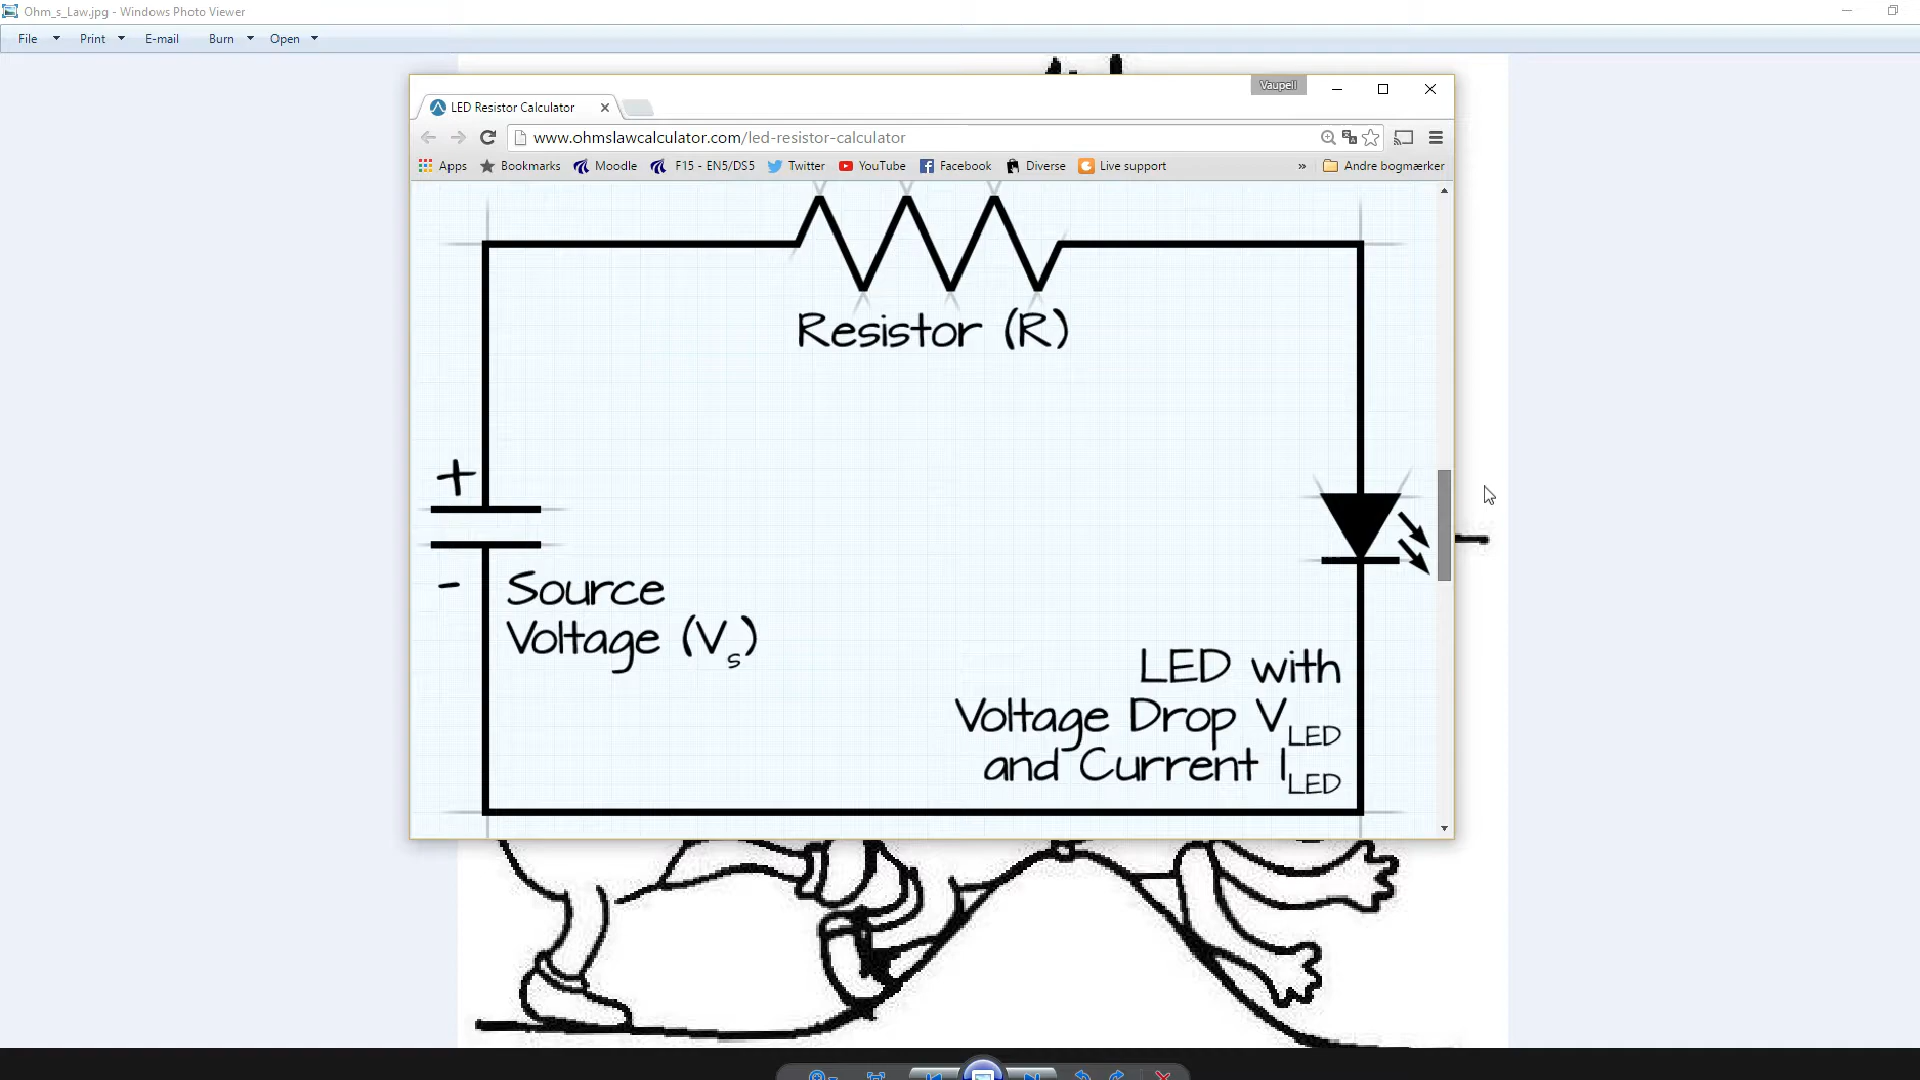 Ohm_s_Law.jpg - Windows Photo Viewer
File Print E-mail Burn Open
Vaupell
LED Resistor Calculator
www.ohmslawcalculator.com/led-resistor-calculator
Apps Bookmarks Moodle F15 - EN5/DS5 Twitter YouTube Facebook Diverse Live support » Andre bogmærker
Resistor (R)
+
-
Source
Voltage (Vs)
LED with
Voltage Drop VLED
and Current ILED